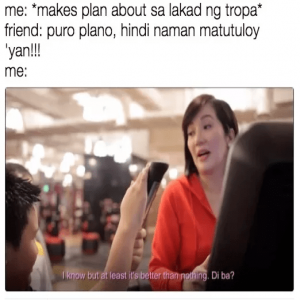 me: *makes plan about sa lakad ng tropa*
friend: puro plano, hindi naman matutuloy
'yan!!!
me:
I know but at least it's better than nothing. Di ba?